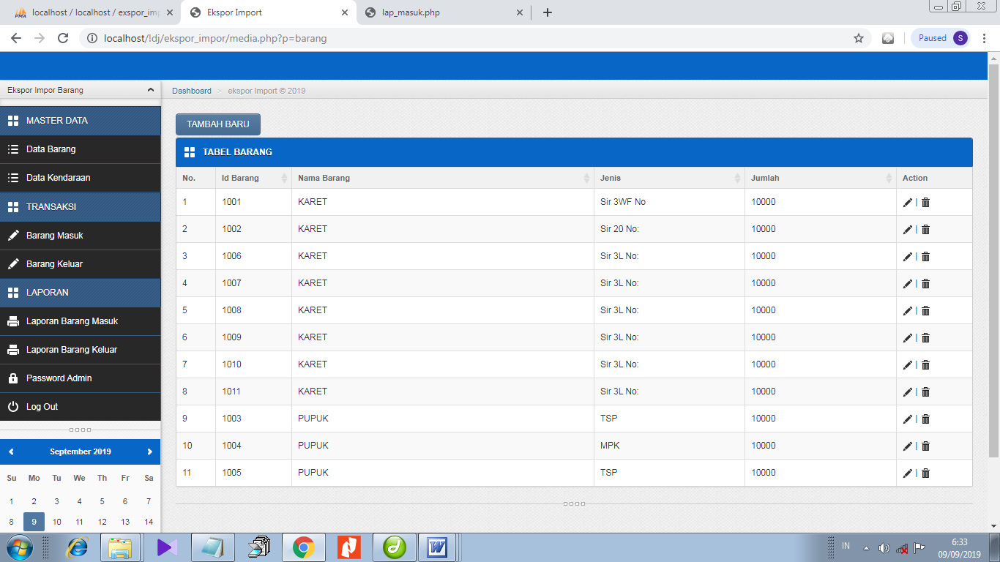 localhost / localhost / exspor_imp
Ekspor Import
lap_masuk.php
localhost/!dj/ekspor_impor/media.php?p=barang
Paused S
Ekspor Impor Barang
Dashboard > ekspor Import © 2019
MASTER DATA
Data Barang
Data Kendaraan
TRANSAKSI
Barang Masuk
Barang Keluar
LAPORAN
Laporan Barang Masuk
Laporan Barang Keluar
Password Admin
Log Out
September 2019
Su Mo Tu We Th Fr Sa
1 2 3 4 5 6 7
8 9 10 11 12 13 14
TAMBAH BARU
TABEL BARANG
No. Id Barang Nama Barang Jenis Jumlah Action
1 1001 KARET Sir 3WF No 10000 |
2 1002 KARET Sir 20 No: 10000 |
3 1006 KARET Sir 3L No: 10000 |
4 1007 KARET Sir 3L No: 10000 |
5 1008 KARET Sir 3L No: 10000 |
6 1009 KARET Sir 3L No: 10000 |
7 1010 KARET Sir 3L No: 10000 |
8 1011 KARET Sir 3L No: 10000 |
9 1003 PUPUK TSP 10000 |
10 1004 PUPUK MPK 10000 |
11 1005 PUPUK TSP 10000 |
IN
6:33
09/09/2019